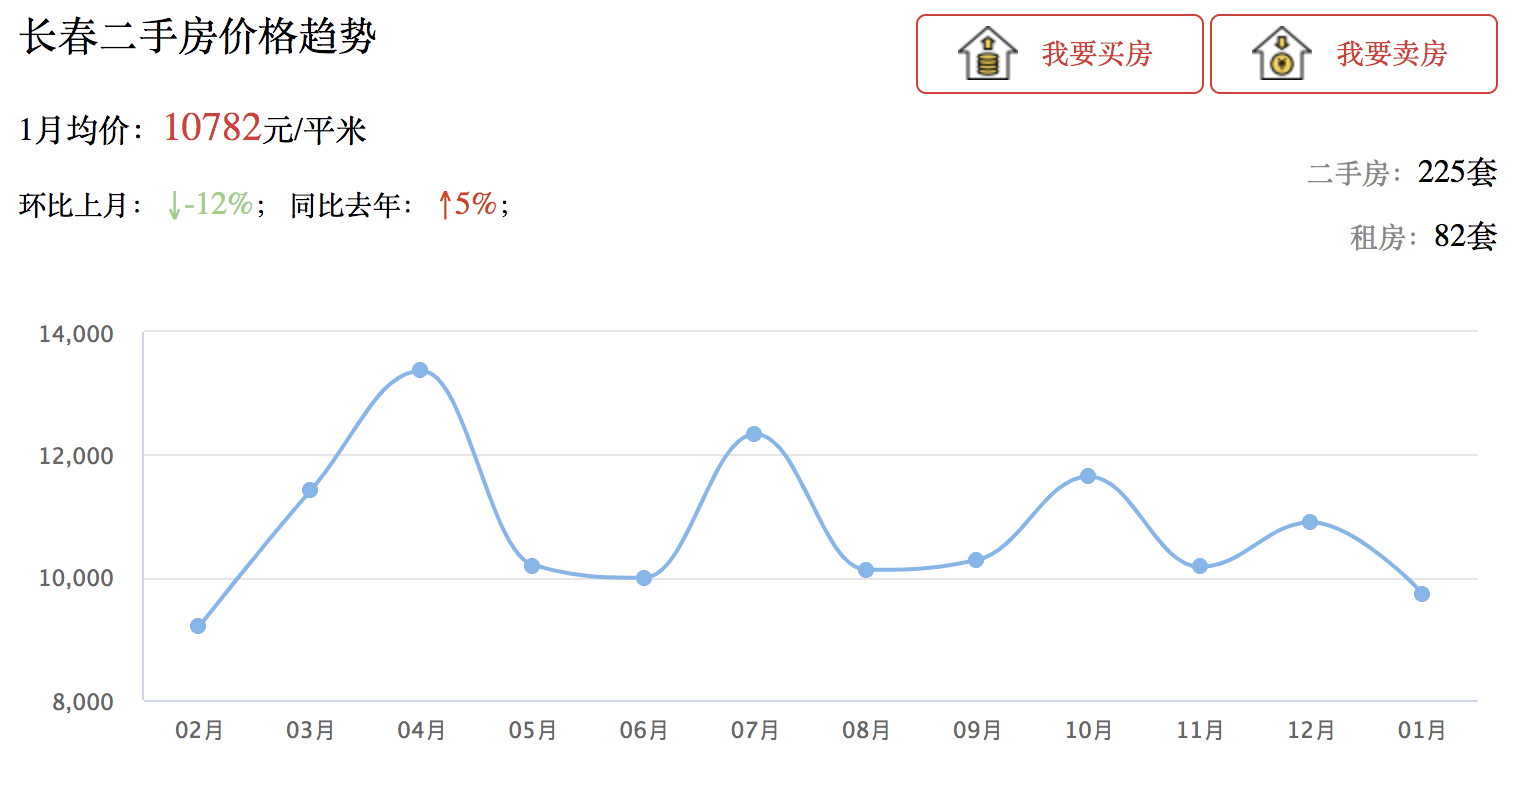 长春二手房价格趋势
我要买房
我要卖房
1月均价：10782元/平米
环比上月：↓-12%； 同比去年：↑5%；
二手房：225套
租房：82套
14,000
12,000
10,000
8,000
02月 03月 04月 05月 06月 07月 08月 09月 10月 11月 12月 01月